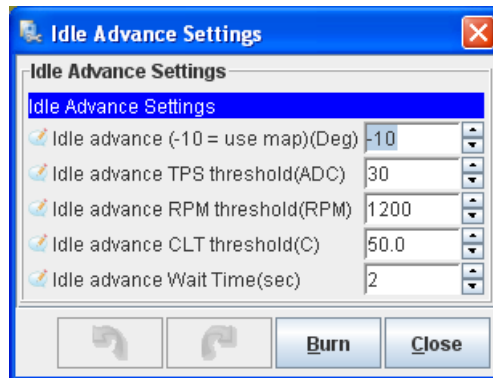 Idle Advance Settings
Idle Advance Settings
Idle Advance Settings
Idle advance (-10 = use map)(Deg) -10
Idle advance TPS threshold(ADC) 30
Idle advance RPM threshold(RPM) 1200
Idle advance CLT threshold(C) 50.0
Idle advance Wait Time(sec) 2
Burn Close